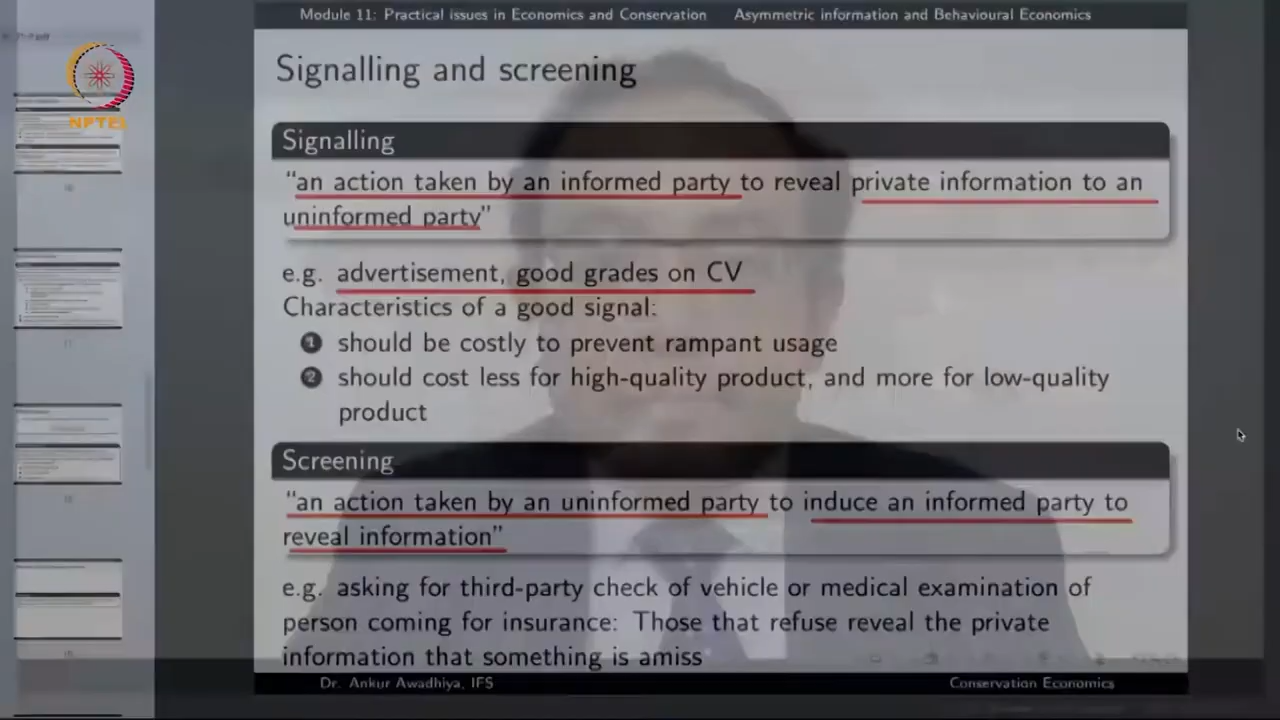 Module 11: Practical issues in Economics and Conservation Asymmetric information and Behavioural Economics
NPTEL
Signalling and screening
Signalling
“an action taken by an informed party to reveal private information to an
uninformed party”
e.g. advertisement, good grades on CV
Characteristics of a good signal:
1 should be costly to prevent rampant usage
2 should cost less for high-quality product, and more for low-quality
product
Screening
“an action taken by an uninformed party to induce an informed party to
reveal information”
e.g. asking for third-party check of vehicle or medical examination of
person coming for insurance: Those that refuse reveal the private
information that something is amiss
Dr. Ankur Awadhiya, IFS Conservation Economics